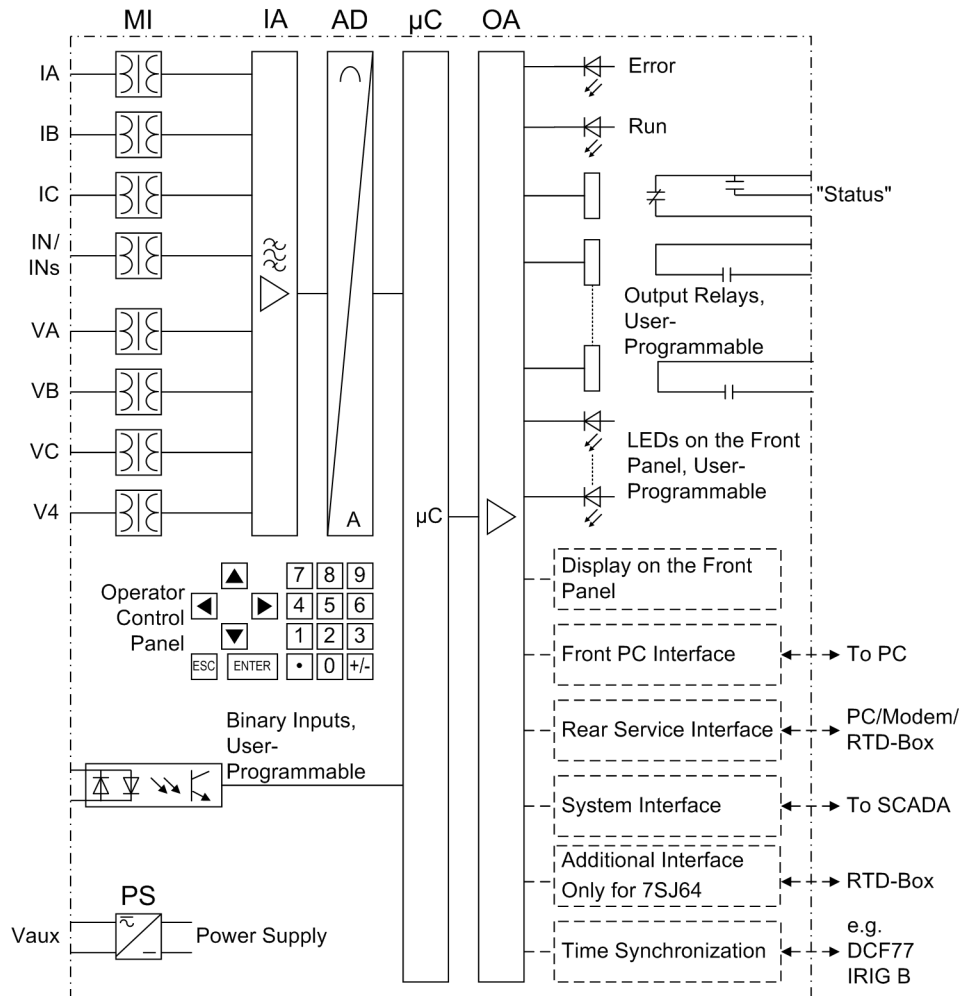 MI IA AD µC OA
IA
IB
IC
IN/
INs
VA
VB
VC
V4
A
µC
Error
Run
"Status"
Output Relays,
User-
Programmable
LEDs on the Front
Panel, User-
Programmable
Operator
Control
Panel
7 8 9
4 5 6
1 2 3
ESC ENTER • 0 +/-
Display on the Front
Panel
Front PC Interface
To PC
Rear Service Interface
PC/Modem/
RTD-Box
System Interface
To SCADA
Additional Interface
Only for 7SJ64
RTD-Box
Time Synchronization
e.g.
DCF77
IRIG B
Binary Inputs,
User-
Programmable
PS
Vaux
Power Supply